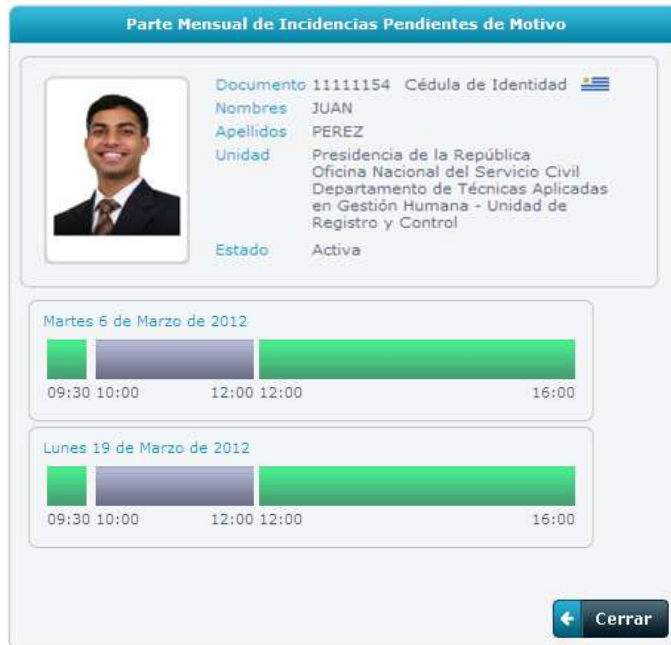 Parte Mensual de Incidencias Pendientes de Motivo
Documento 11111154 Cédula de Identidad
Nombres JUAN
Apellidos PEREZ
Unidad Presidencia de la República
Oficina Nacional del Servicio Civil
Departamento de Técnicas Aplicadas
en Gestión Humana - Unidad de
Registro y Control
Estado Activa
Martes 6 de Marzo de 2012
09:30 10:00 12:00 12:00 16:00
Lunes 19 de Marzo de 2012
09:30 10:00 12:00 12:00 16:00
Cerrar